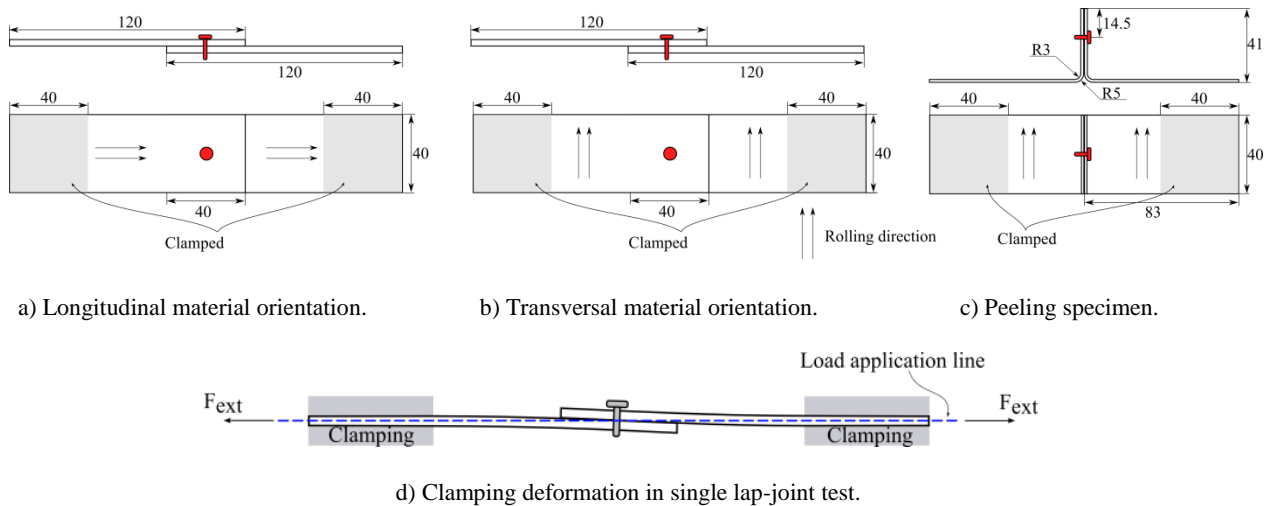 120
120
40
40
40
40
Clamped
a) Longitudinal material orientation.
120
120
40
40
40
40
Clamped
Rolling direction
b) Transversal material orientation.
14.5
41
R3
R5
40
40
40
83
Clamped
c) Peeling specimen.
Load application line
Fext
Fext
Clamping
Clamping
d) Clamping deformation in single lap-joint test.